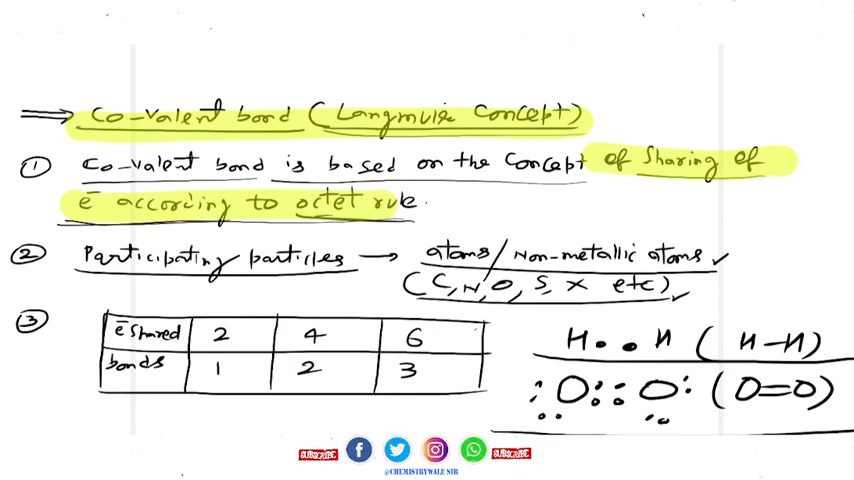 ⇒ Co-valent bond (Langmuir Concept)
① Co-valent bond is based on the concept of Sharing of
e⁻ according to octet rule.
② Participating particles → atoms/Non-metallic atoms ✓
(C, N, O, S, X etc) ✓
③
e⁻ shared 2 4 6
bonds 1 2 3
H • • H (H–H)
:O::O: (O=O)
SUBSCRIBE SUBSCRIBE
@CHEMISTRYWALE SIR